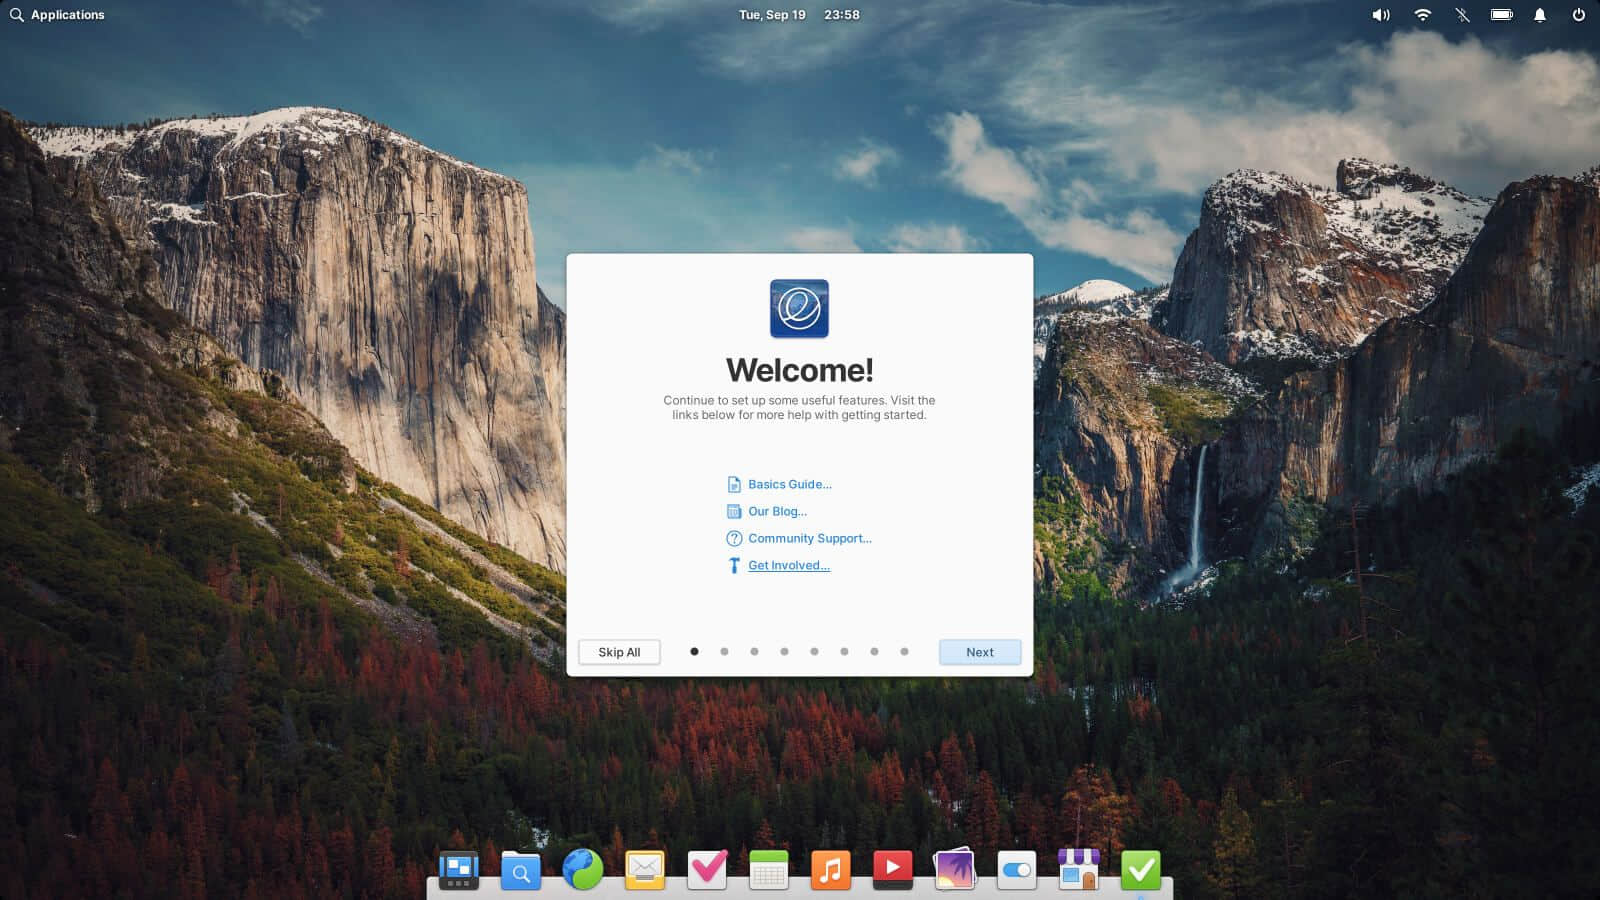 Applications
Tue, Sep 19 23:58
Welcome!
Continue to set up some useful features. Visit the
links below for more help with getting started.
Basics Guide...
Our Blog...
Community Support...
Get Involved...
Skip All
Next